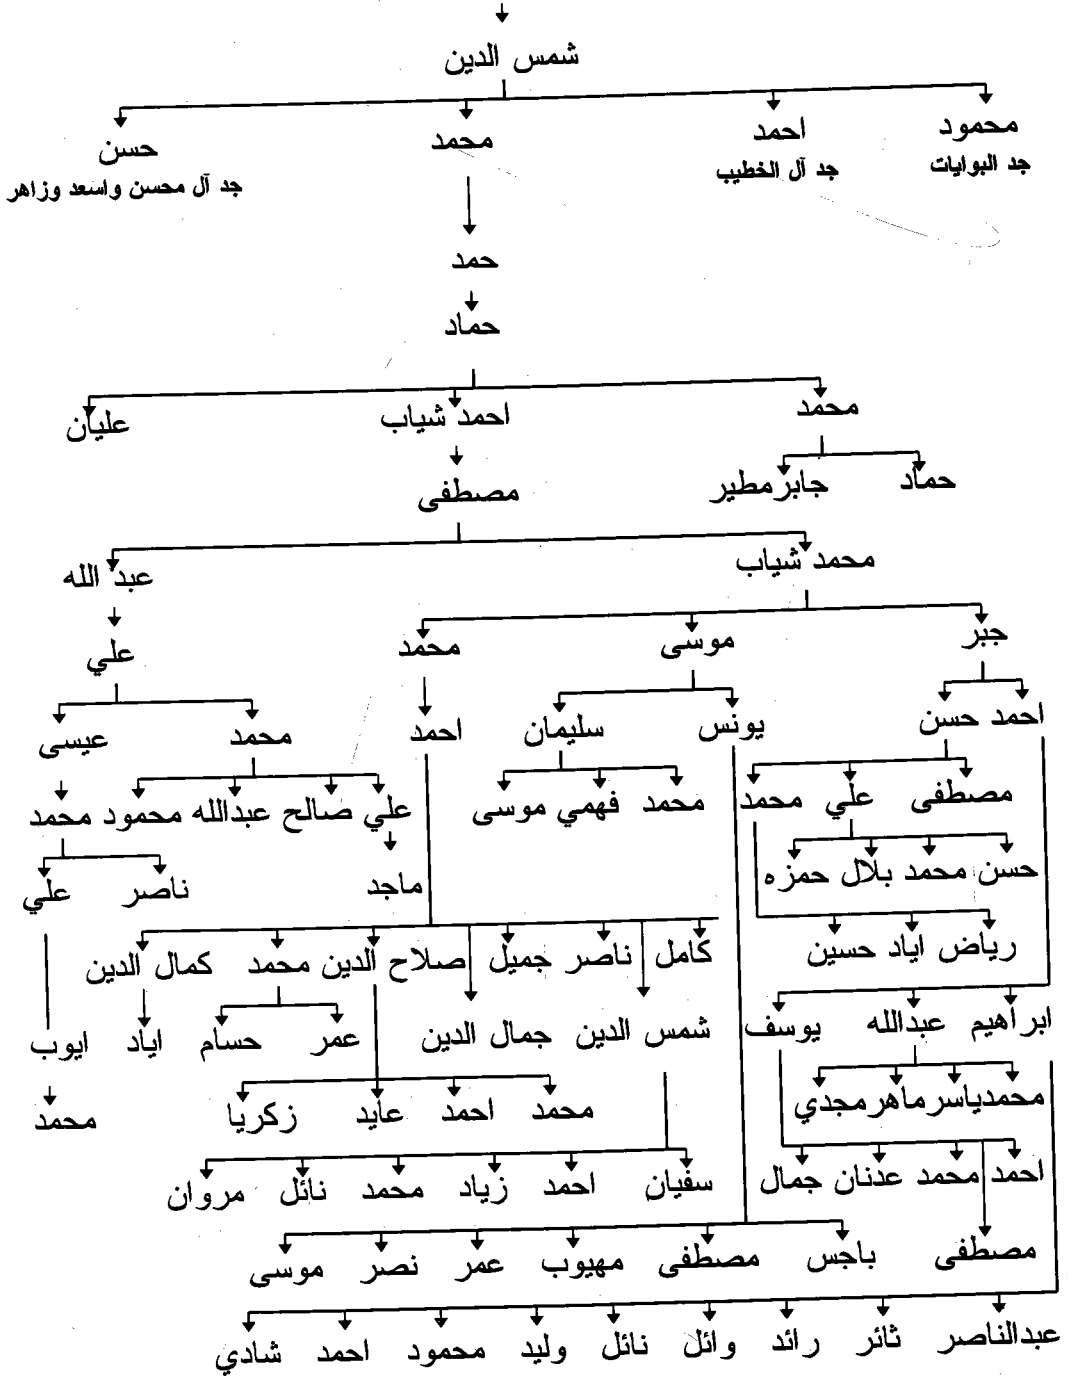 شمس الدين
محمود احمد محمد حسن
جد البوايات جد آل الخطيب جد آل محسن واسعد وزاهر
حمد
حماد
محمد احمد شياب عليان
حماد جابر مطير مصطفى
محمد شياب عبد الله
جبر موسى محمد علي
احمد حسن يونس سليمان احمد محمد عيسى
مصطفى علي محمد محمد فهمي موسى علي صالح عبدالله محمود محمد
حسن محمد بلال حمزه ماجد ناصر علي
رياض اياد حسين كامل ناصر جميل صلاح الدين محمد كمال الدين
ابراهيم عبدالله يوسف شمس الدين جمال الدين عمر حسام اياد ايوب
محمد ياسر ماهر مجدي محمد احمد عايد زكريا محمد
احمد محمد عدنان جمال سفيان احمد زياد محمد نائل مروان
مصطفى باجس مصطفى مهيوب عمر نصر موسى
عبدالناصر ثائر رائد وائل نائل وليد محمود احمد شادي